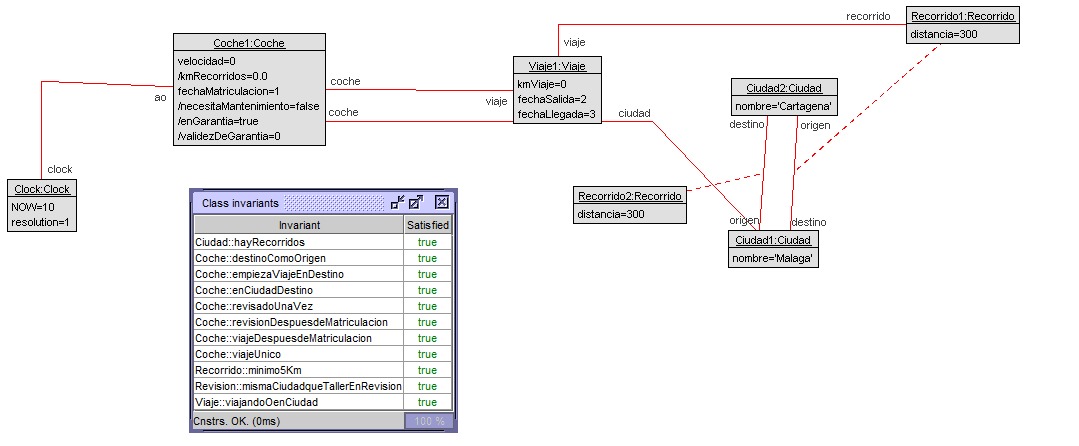 recorrido
Recorrido1:Recorrido
distancia=300
viaje
Coche1:Coche
velocidad=0
/kmRecorridos=0.0
fechaMatriculacion=1
/necesitaMantenimiento=false
/enGarantia=true
/validezDeGarantia=0
ao
coche
coche
viaje
Viaje1:Viaje
kmViaje=0
fechaSalida=2
fechaLlegada=3
ciudad
Ciudad2:Ciudad
nombre='Cartagena'
destino
origen
clock
Clock:Clock
NOW=10
resolution=1
Recorrido2:Recorrido
distancia=300
origen
destino
Ciudad1:Ciudad
nombre='Malaga'
Class invariants
Invariant Satisfied
Ciudad::hayRecorridos true
Coche::destinoComoOrigen true
Coche::empiezaViajeEnDestino true
Coche::enCiudadDestino true
Coche::revisadoUnaVez true
Coche::revisionDespuesdeMatriculacion true
Coche::viajeDespuesdeMatriculacion true
Coche::viajeUnico true
Recorrido::minimo5Km true
Revision::mismaCiudadqueTallerEnRevision true
Viaje::viajandoOenCiudad true
Cnstrs. OK. (0ms) 100 %